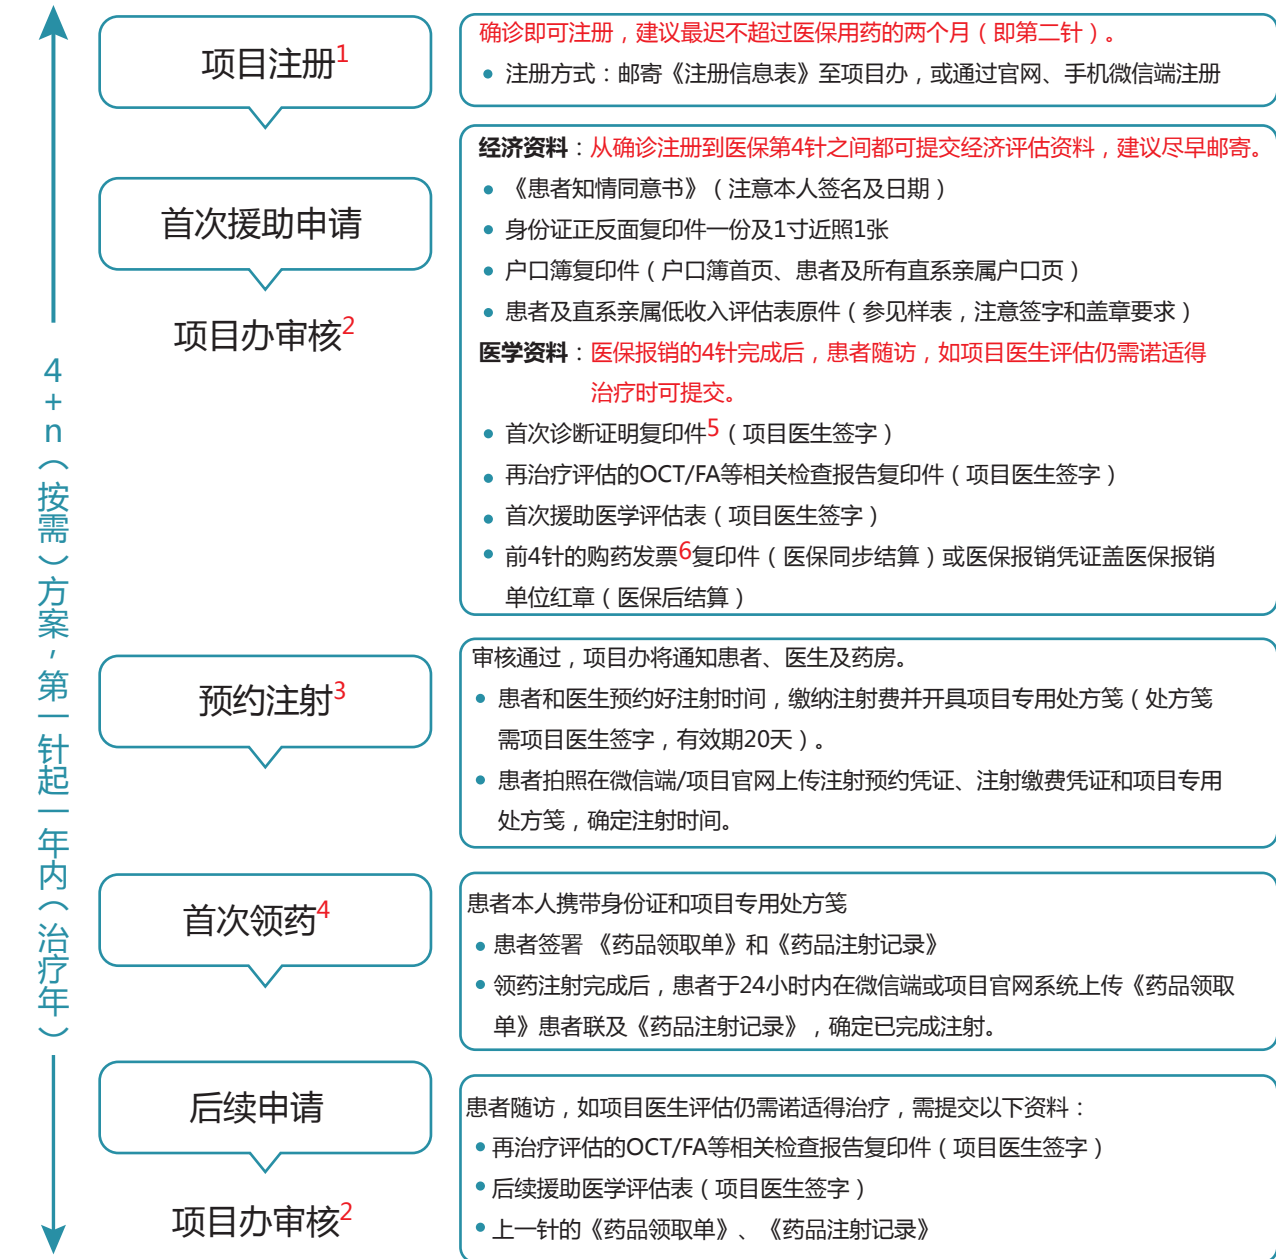 4+n（按需）方案，第一针起一年内（治疗年）
项目注册1
确诊即可注册，建议最迟不超过医保用药的两个月（即第二针）。
• 注册方式：邮寄《注册信息表》至项目办，或通过官网、手机微信端注册
首次援助申请
项目办审核2
经济资料：从确诊注册到医保第4针之间都可提交经济评估资料，建议尽早邮寄。
• 《患者知情同意书》（注意本人签名及日期）
• 身份证正反面复印件一份及1寸近照1张
• 户口簿复印件（户口簿首页、患者及所有直系亲属户口页）
• 患者及直系亲属低收入评估表原件（参见样表，注意签字和盖章要求）
医学资料：医保报销的4针完成后，患者随访，如项目医生评估仍需诺适得
治疗时可提交。
• 首次诊断证明复印件5（项目医生签字）
• 再治疗评估的OCT/FA等相关检查报告复印件（项目医生签字）
• 首次援助医学评估表（项目医生签字）
• 前4针的购药发票6复印件（医保同步结算）或医保报销凭证盖医保报销
单位红章（医保后结算）
预约注射3
审核通过，项目办将通知患者、医生及药房。
• 患者和医生预约好注射时间，缴纳注射费并开具项目专用处方笺（处方笺
需项目医生签字，有效期20天）。
• 患者拍照在微信端/项目官网上传注射预约凭证、注射缴费凭证和项目专用
处方笺，确定注射时间。
首次领药4
患者本人携带身份证和项目专用处方笺
• 患者签署 《药品领取单》和《药品注射记录》
• 领药注射完成后，患者于24小时内在微信端或项目官网系统上传《药品领取
单》患者联及《药品注射记录》，确定已完成注射。
后续申请
项目办审核2
患者随访，如项目医生评估仍需诺适得治疗，需提交以下资料：
• 再治疗评估的OCT/FA等相关检查报告复印件（项目医生签字）
• 后续援助医学评估表（项目医生签字）
• 上一针的《药品领取单》、《药品注射记录》